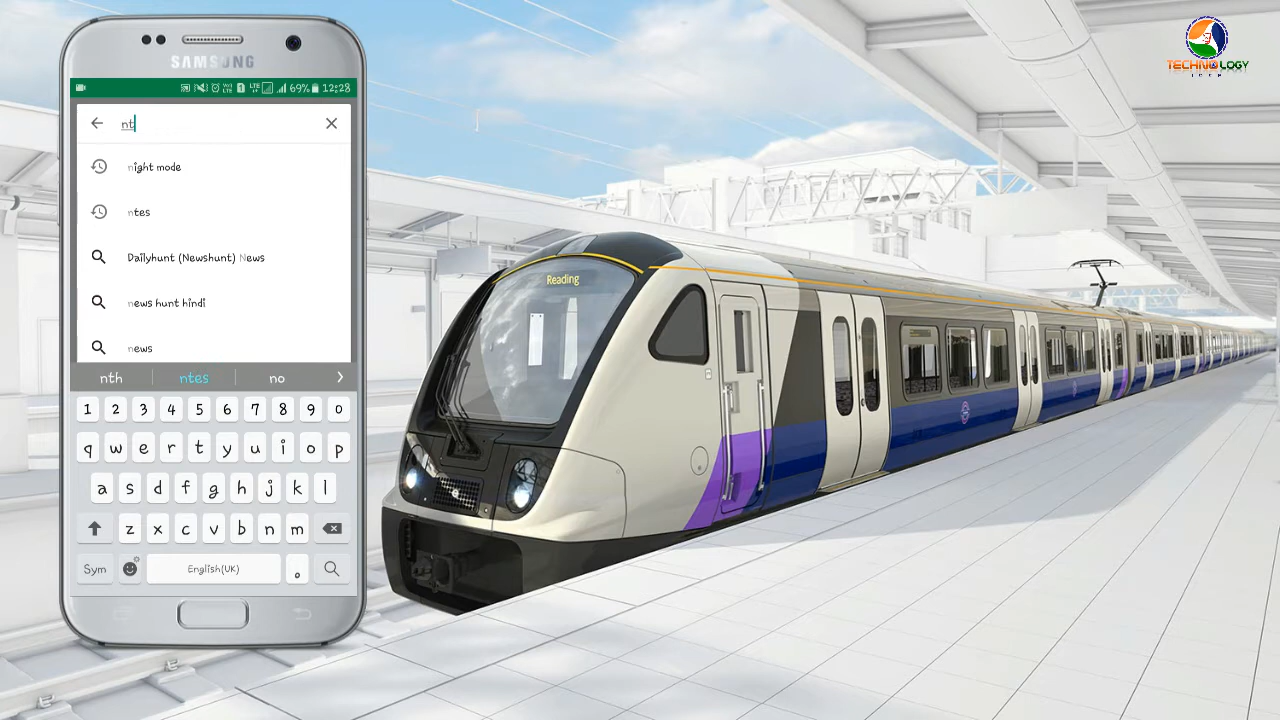 SAMSUNG
69% 12:28
nt
night mode
ntes
Dailyhunt (Newshunt) News
news hunt hindi
news
nth ntes no
1 2 3 4 5 6 7 8 9 0
q w e r t y u i o p
a s d f g h j k l
z x c v b n m
Sym English(UK) .
Reading
TECHNOLOGY